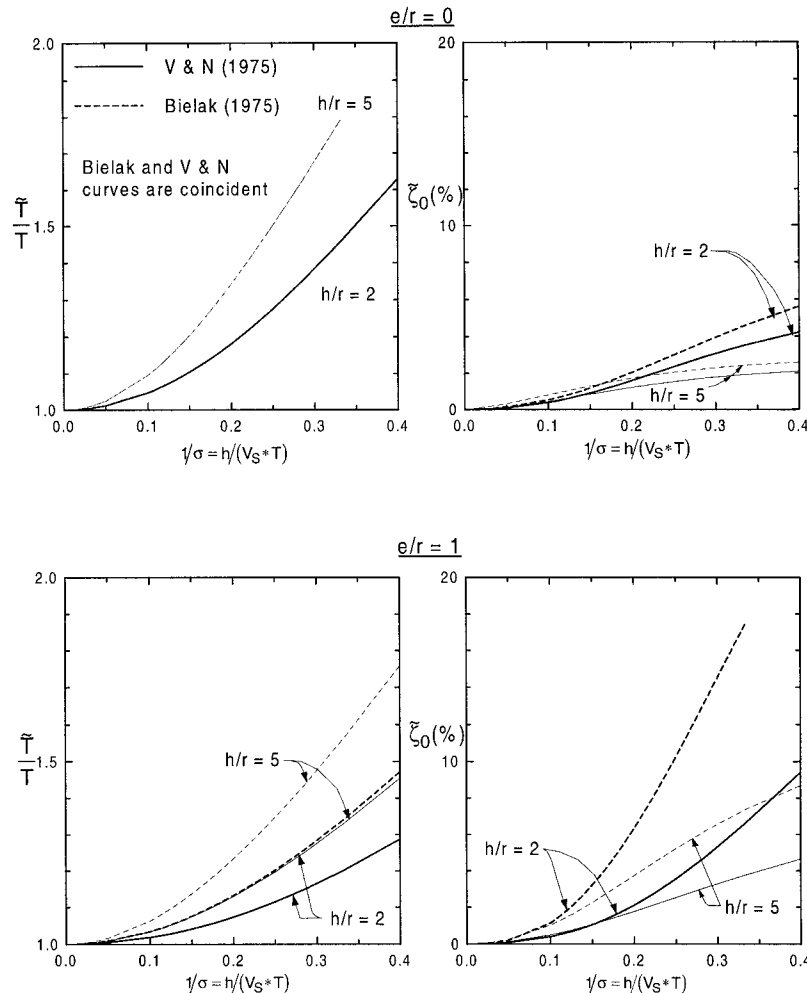 e/r = 0
2.0
1.5
1.0
T̃/T
V & N (1975)
Bielak (1975)
h/r = 5
Bielak and V & N
curves are coincident
h/r = 2
0.0 0.1 0.2 0.3 0.4
1/σ = h/(V_S*T)
20
10
0
ζ̃₀(%)
h/r = 2
h/r = 5
0.0 0.1 0.2 0.3 0.4
1/σ = h/(V_S*T)
e/r = 1
2.0
1.5
1.0
T̃/T
h/r = 5
h/r = 2
0.0 0.1 0.2 0.3 0.4
1/σ = h/(V_S*T)
20
10
0
ζ̃₀(%)
h/r = 2
h/r = 5
0.0 0.1 0.2 0.3 0.4
1/σ = h/(V_S*T)